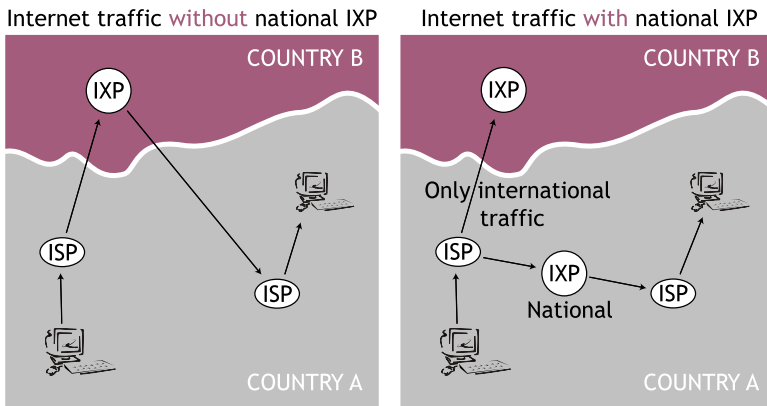 Internet traffic without national IXP
COUNTRY B
IXP
ISP
ISP
COUNTRY A
Internet traffic with national IXP
COUNTRY B
IXP
Only international
traffic
ISP
IXP
National
ISP
COUNTRY A